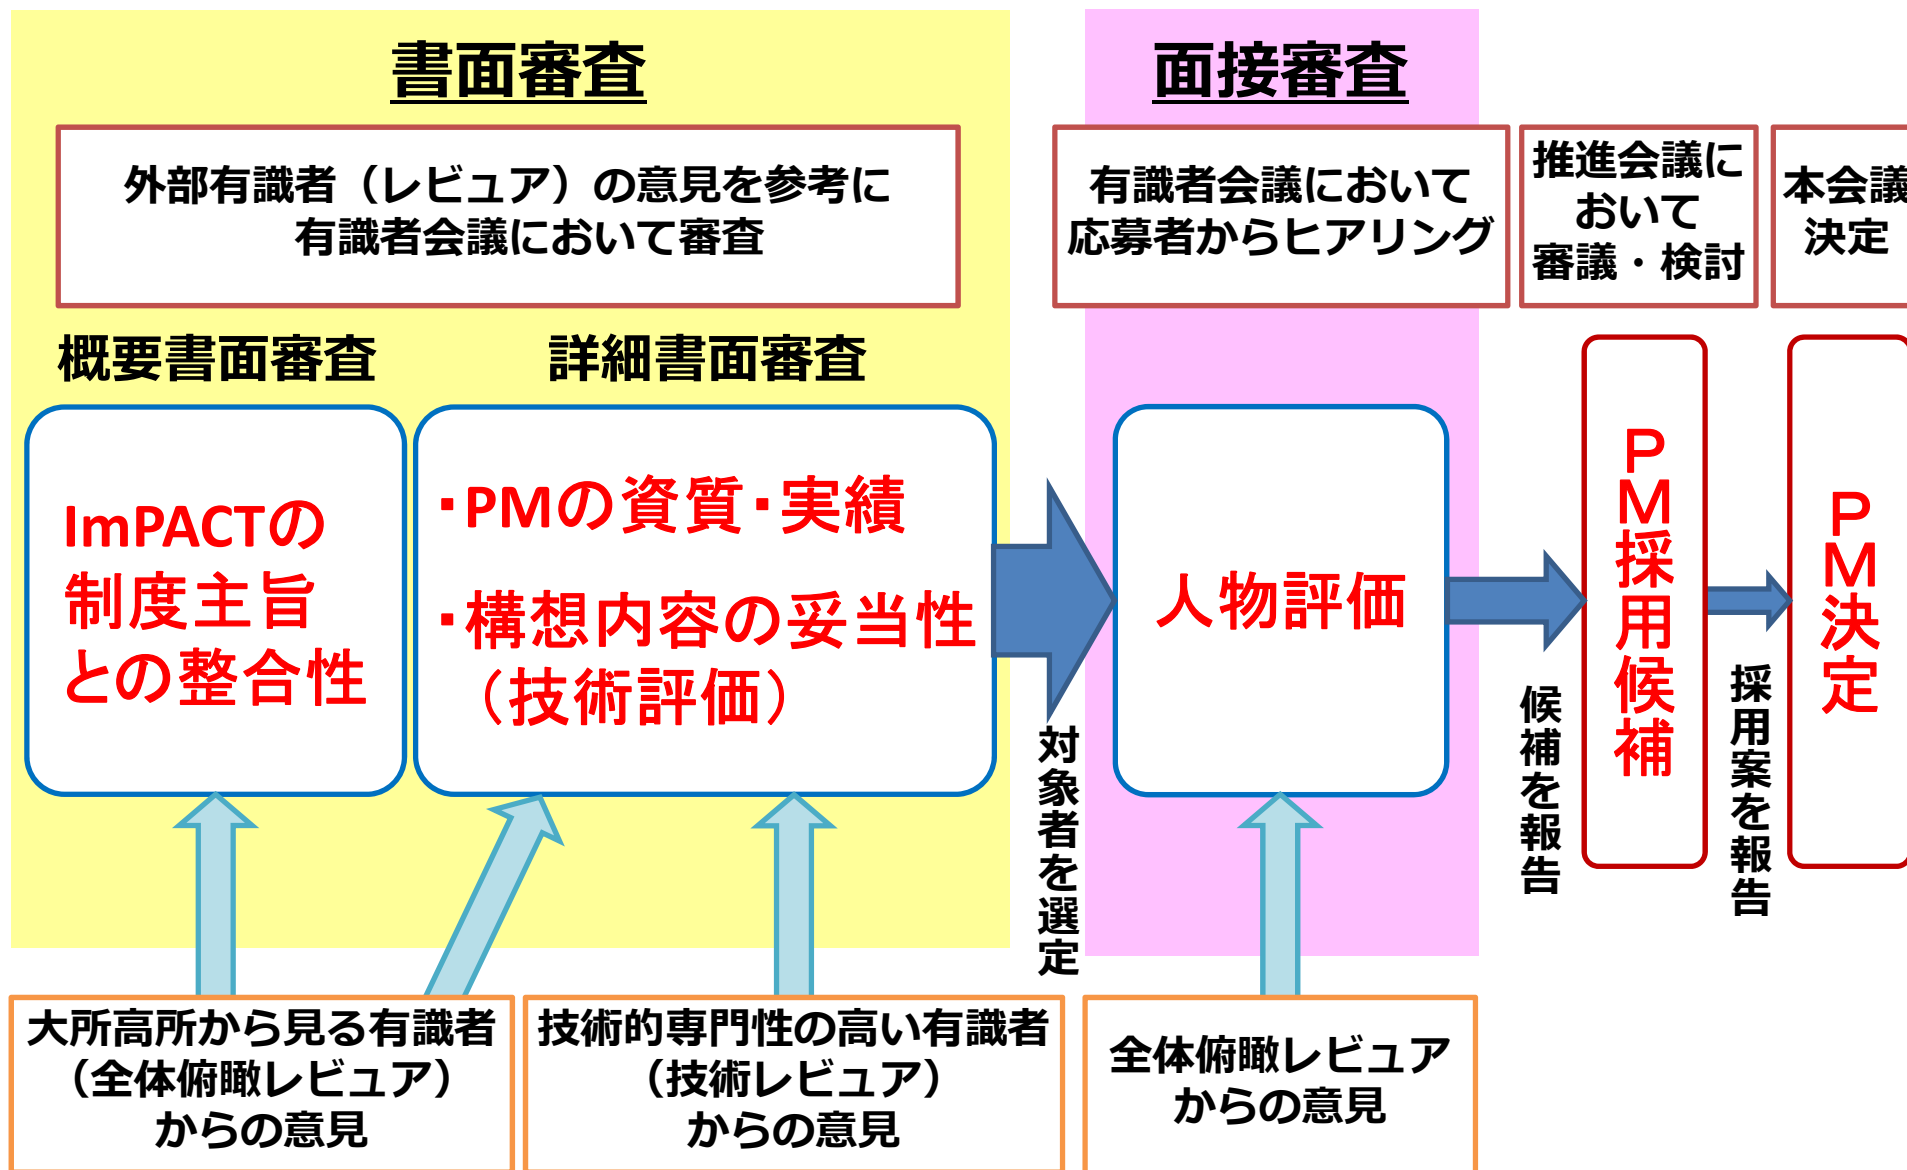 書面審査
外部有識者（レビュア）の意見を参考に
有識者会議において審査
概要書面審査
詳細書面審査
ImPACTの
制度主旨
との整合性
・PMの資質・実績
・構想内容の妥当性
（技術評価）
対象者を選定
面接審査
有識者会議において
応募者からヒアリング
人物評価
候補を報告
推進会議に
おいて
審議・検討
ＰＭ採用候補
採用案を報告
本会議
決定
ＰＭ決定
大所高所から見る有識者
（全体俯瞰レビュア）
からの意見
技術的専門性の高い有識者
（技術レビュア）
からの意見
全体俯瞰レビュア
からの意見